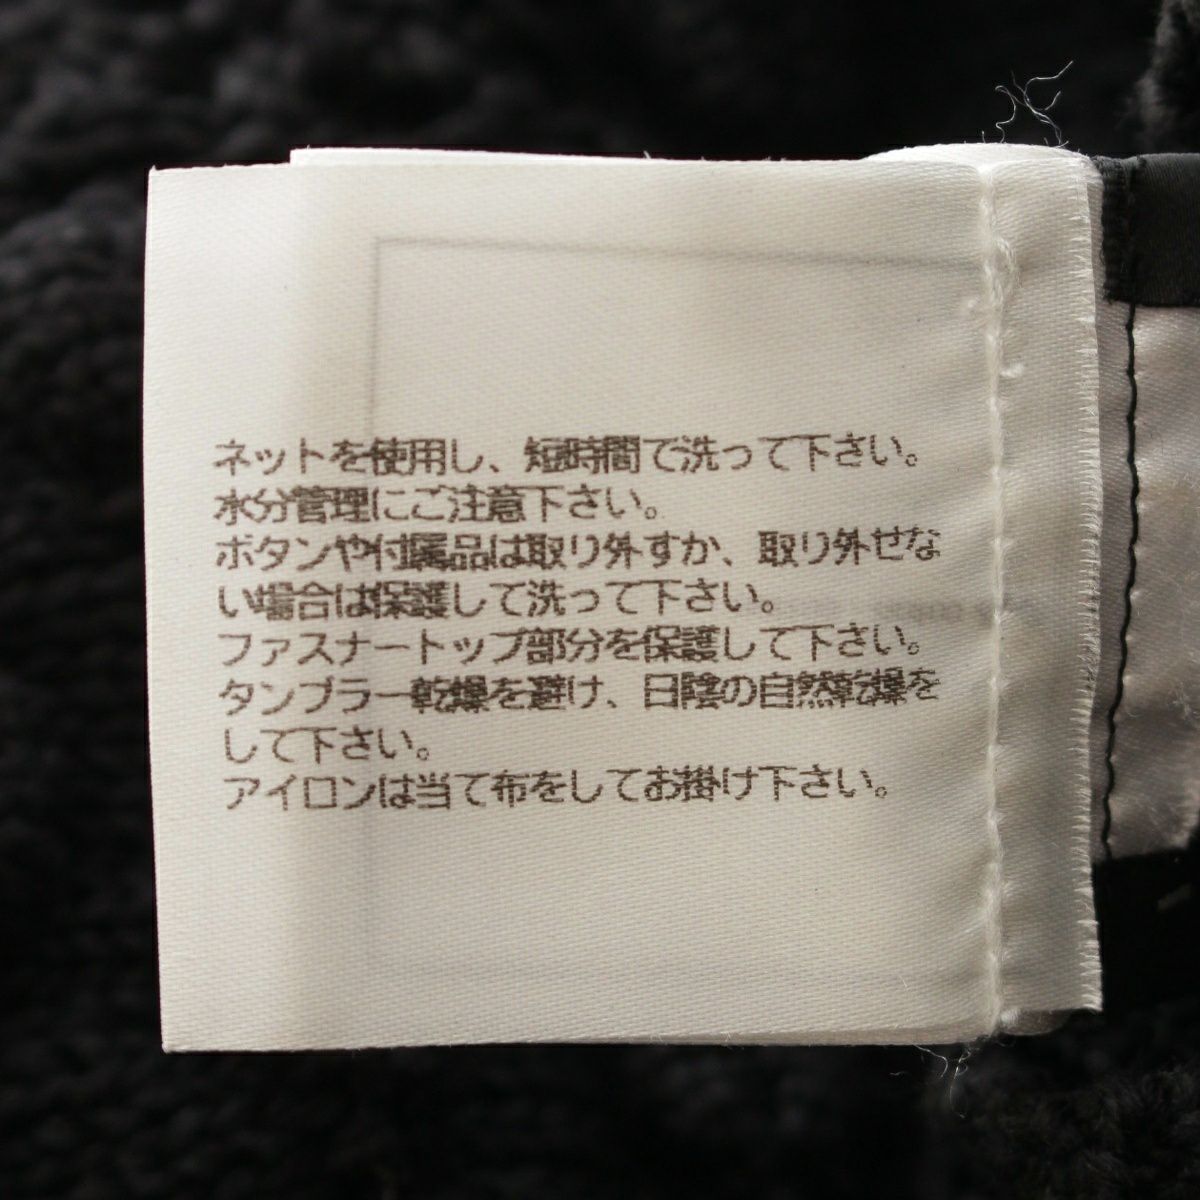 ネットを使用し、短時間で洗って下さい。
水分管理にご注意下さい。
ボタンや付属品は取り外すか、取り外せな
い場合は保護して洗って下さい。
ファスナートップ部分を保護して下さい。
タンブラー乾燥を避け、日陰の自然乾燥を
して下さい。
アイロンは当て布をしてお掛け下さい。